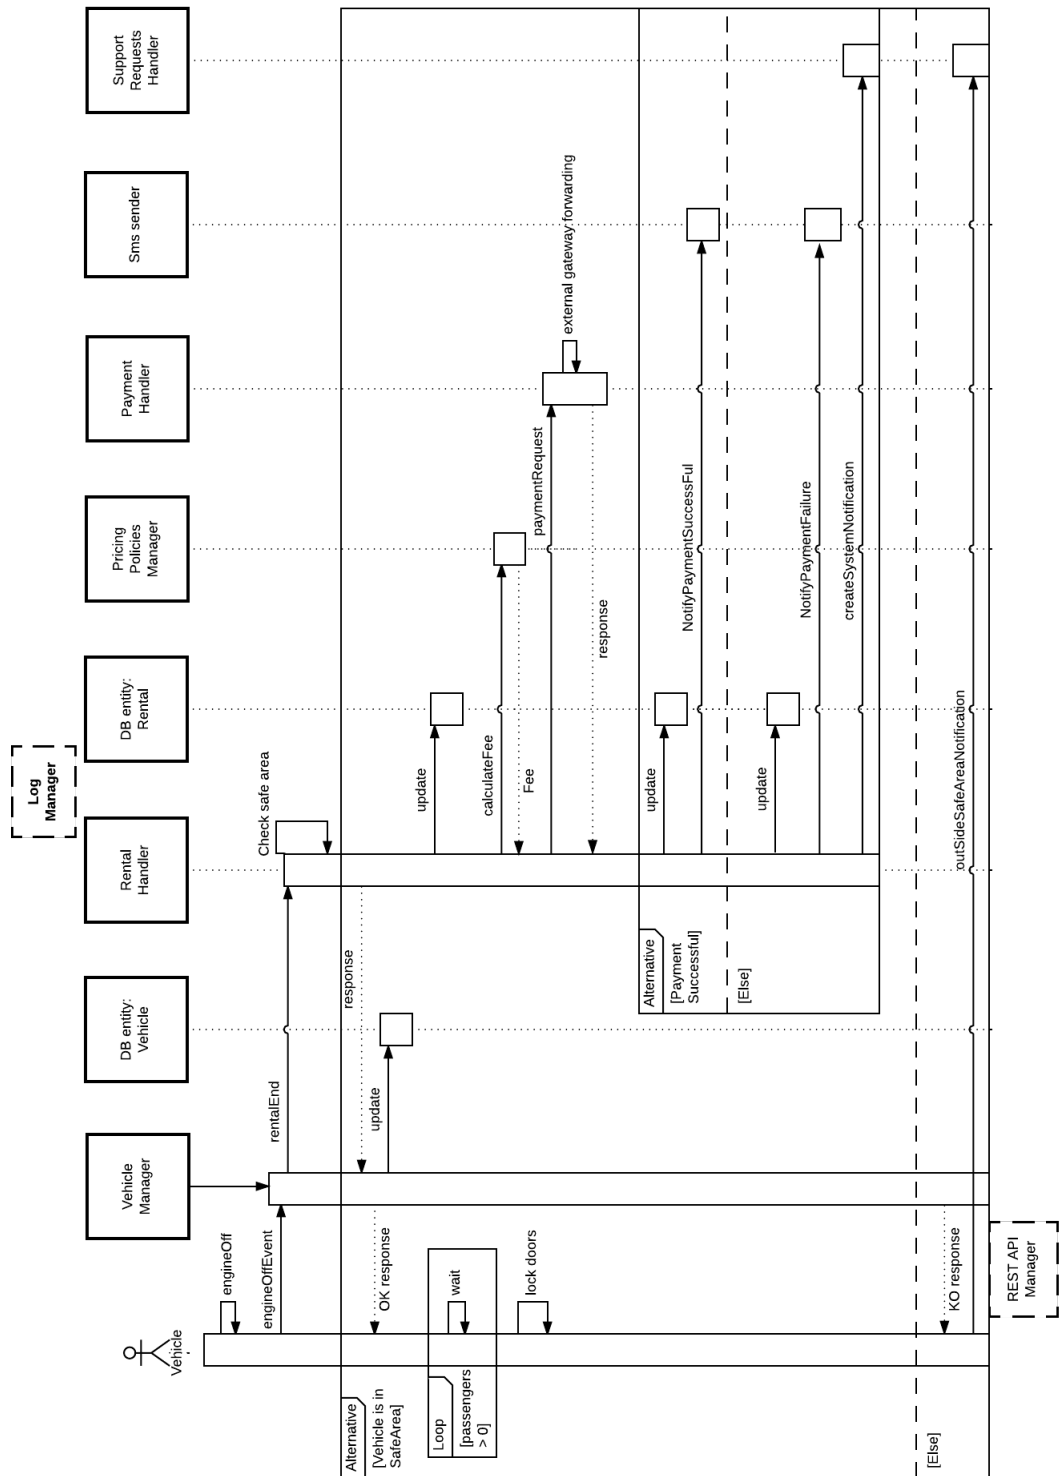 Log
Manager
Vehicle
Vehicle
Manager
DB entity:
Vehicle
Rental
Handler
DB entity:
Rental
Pricing
Policies
Manager
Payment
Handler
Sms sender
Support
Requests
Handler
engineOff
engineOffEvent
rentalEnd
Check safe area
Alternative
[Vehicle is in
SafeArea]
response
OK response
update
Loop
[passengers
> 0]
wait
update
calculateFee
lock doors
Fee
paymentRequest
external gateway forwarding
response
Alternative
[Payment
Successful]
update
NotifyPaymentSuccessFul
[Else]
update
NotifyPaymentFailure
createSystemNotification
[Else]
KO response
outSideSafeAreaNotification
REST API
Manager